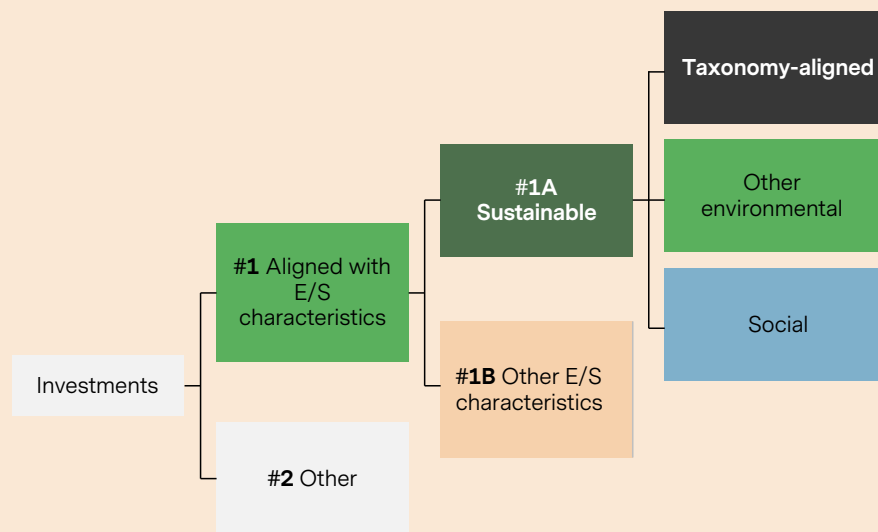 Investments
#1 Aligned with
E/S
characteristics
#2 Other
#1A
Sustainable
#1B Other E/S
characteristics
Taxonomy-aligned
Other
environmental
Social